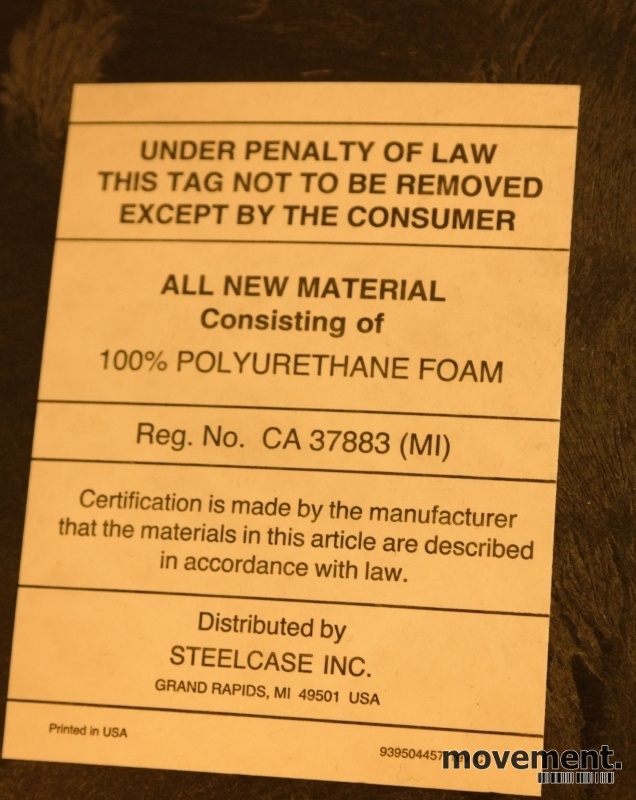 UNDER PENALTY OF LAW
THIS TAG NOT TO BE REMOVED
EXCEPT BY THE CONSUMER
ALL NEW MATERIAL
Consisting of
100% POLYURETHANE FOAM
Reg. No. CA 37883 (MI)
Certification is made by the manufacturer
that the materials in this article are described
in accordance with law.
Distributed by
STEELCASE INC.
GRAND RAPIDS, MI 49501 USA
Printed in USA
movement.